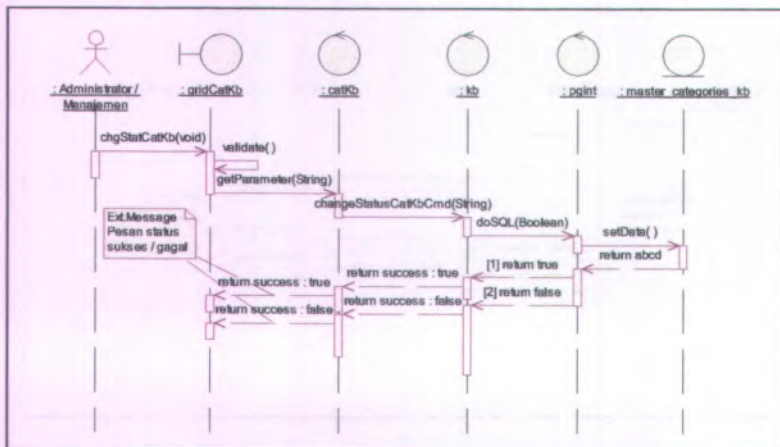 : Administrator /
Manajemen
: gridCatKb
: catKb
: kb
: pgint
: master_categories_kb
chgStatCatKb(void)
validate( )
getParameter(String)
changeStatusCatKbCmd(String)
doSQL(Boolean)
setData( )
return abcd
Ext.Message
Pesan status
sukses / gagal
[1] return true
return success : true
return success : true
[2] return false
return success : false
return success : false